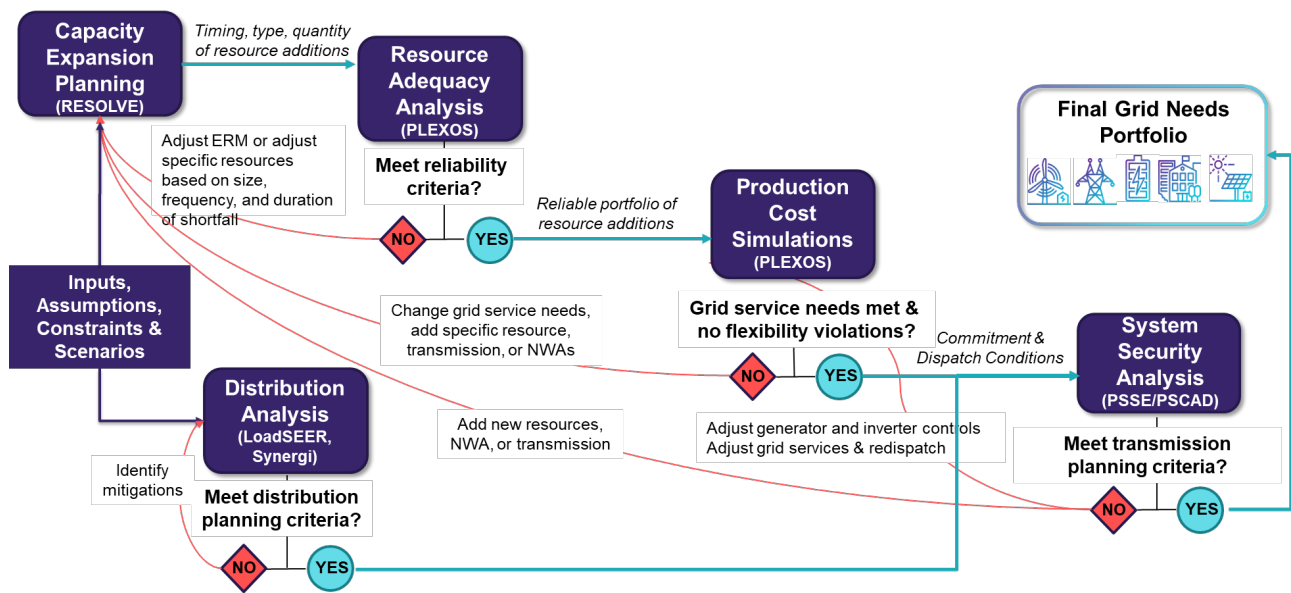 Capacity
Expansion
Planning
(RESOLVE)
Timing, type, quantity
of resource additions
Resource
Adequacy
Analysis
(PLEXOS)
Adjust ERM or adjust
specific resources
based on size,
frequency, and duration
of shortfall
Meet reliability
criteria?
NO
YES
Reliable portfolio of
resource additions
Production
Cost
Simulations
(PLEXOS)
Final Grid Needs
Portfolio
Inputs,
Assumptions,
Constraints &
Scenarios
Change grid service needs,
add specific resource,
transmission, or NWAs
Grid service needs met &
no flexibility violations?
NO
YES
Commitment &
Dispatch Conditions
System
Security
Analysis
(PSSE/PSCAD)
Distribution
Analysis
(LoadSEER,
Synergi)
Add new resources,
NWA, or transmission
Adjust generator and inverter controls
Adjust grid services & redispatch
Meet transmission
planning criteria?
NO
YES
Identify
mitigations
Meet distribution
planning criteria?
NO
YES